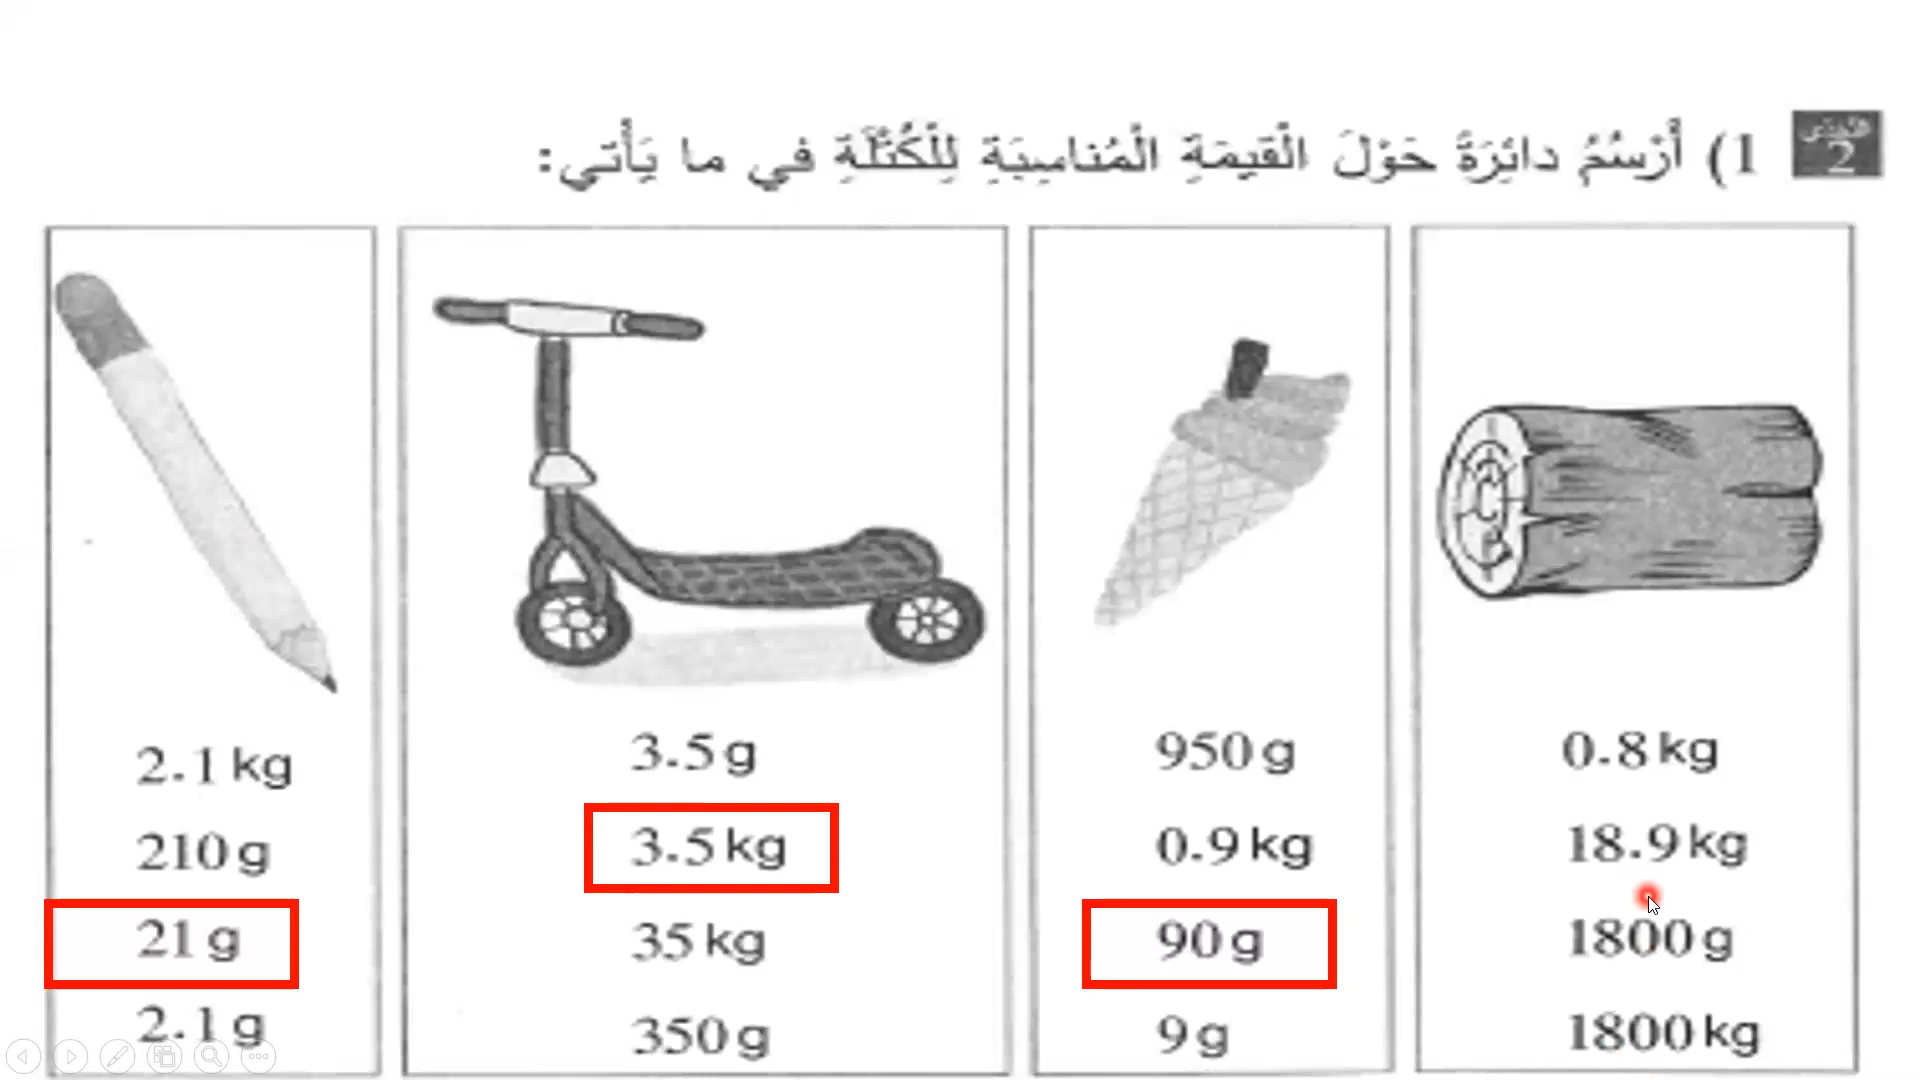 التمرين 2
1) أَرْسُمُ دائِرَةً حَوْلَ الْقيمَةِ الْمُناسِبَةِ لِلْكُتْلَةِ في ما يَأْتي:
0.8 kg
18.9 kg
1800 g
1800 kg
950 g
0.9 kg
90 g
9 g
3.5 g
3.5 kg
35 kg
350 g
2.1 kg
210 g
21 g
2.1 g